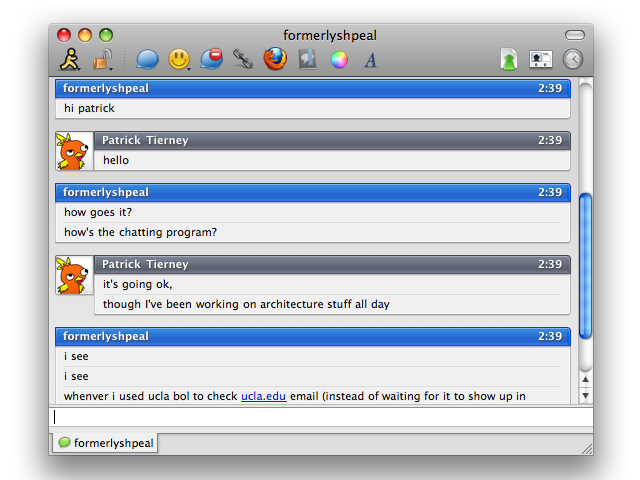 formerlyshpeal
A
formerlyshpeal 2:39
hi patrick
Patrick Tierney 2:39
hello
formerlyshpeal 2:39
how goes it?
how's the chatting program?
Patrick Tierney 2:39
it's going ok,
though I've been working on architecture stuff all day
formerlyshpeal 2:39
i see
i see
whenver i used ucla bol to check ucla.edu email (instead of waiting for it to show up in
formerlyshpeal